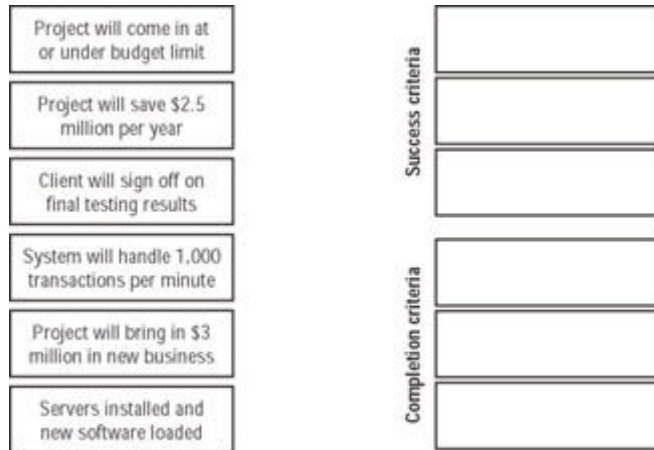 Project will come in at
or under budget limit
Project will save $2.5
million per year
Client will sign off on
final testing results
System will handle 1,000
transactions per minute
Project will bring in $3
million in new business
Servers installed and
new software loaded
Success criteria
Completion criteria